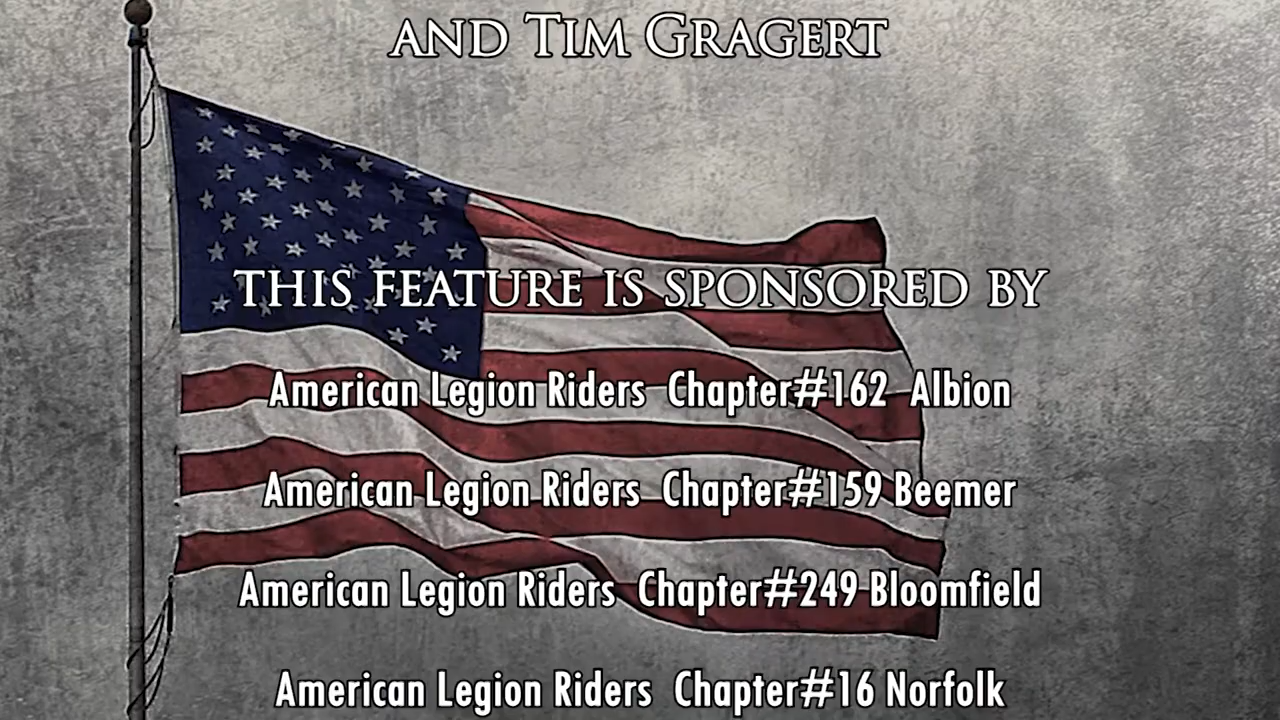 AND TIM GRAGERT
THIS FEATURE IS SPONSORED BY
American Legion Riders Chapter#162 Albion
American Legion Riders Chapter#159 Beemer
American Legion Riders Chapter#249 Bloomfield
American Legion Riders Chapter#16 Norfolk